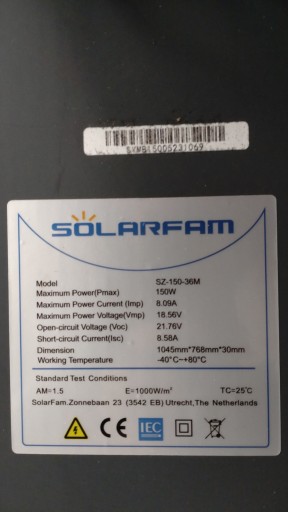 SXMB15005231069
SOLARFAM
Model SZ-150-36M
Maximum Power(Pmax) 150W
Maximum Power Current (Imp) 8.09A
Maximum Power Voltage(Vmp) 18.56V
Open-circuit Voltage (Voc) 21.76V
Short-circuit Current(Isc) 8.58A
Dimension 1045mm*768mm*30mm
Working Temperature -40°C~+80°C
Standard Test Conditions
AM=1.5 E=1000W/m² TC=25°C
SolarFam.Zonnebaan 23 (3542 EB) Utrecht,The Netherlands
CE IEC